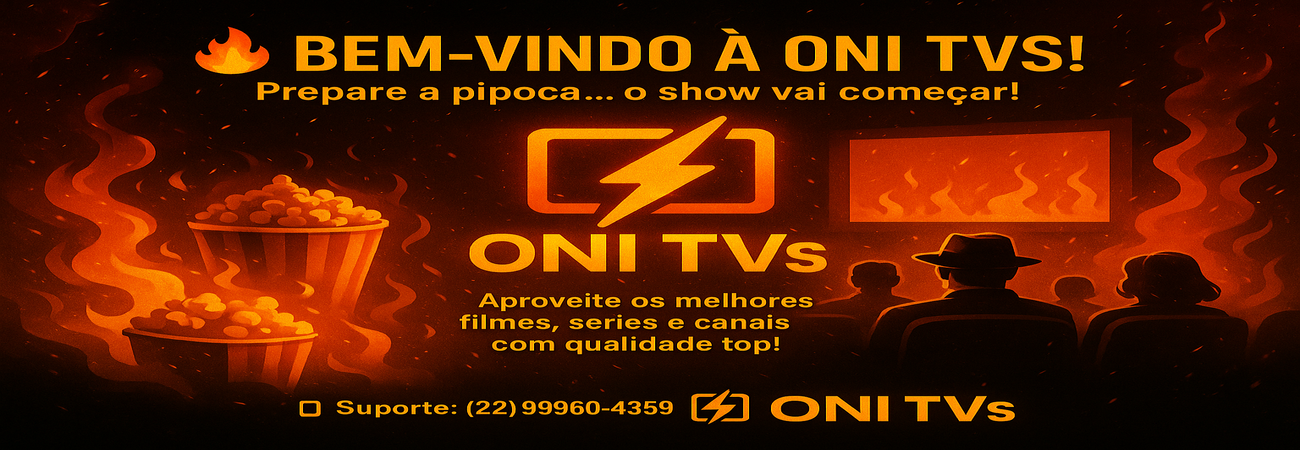 BEM-VINDO À ONI TVS!
Prepare a pipoca... o show vai começar!
ONI TVs
Aproveite os melhores
filmes, series e canais
com qualidade top!
Suporte: (22) 99960-4359
ONI TVs